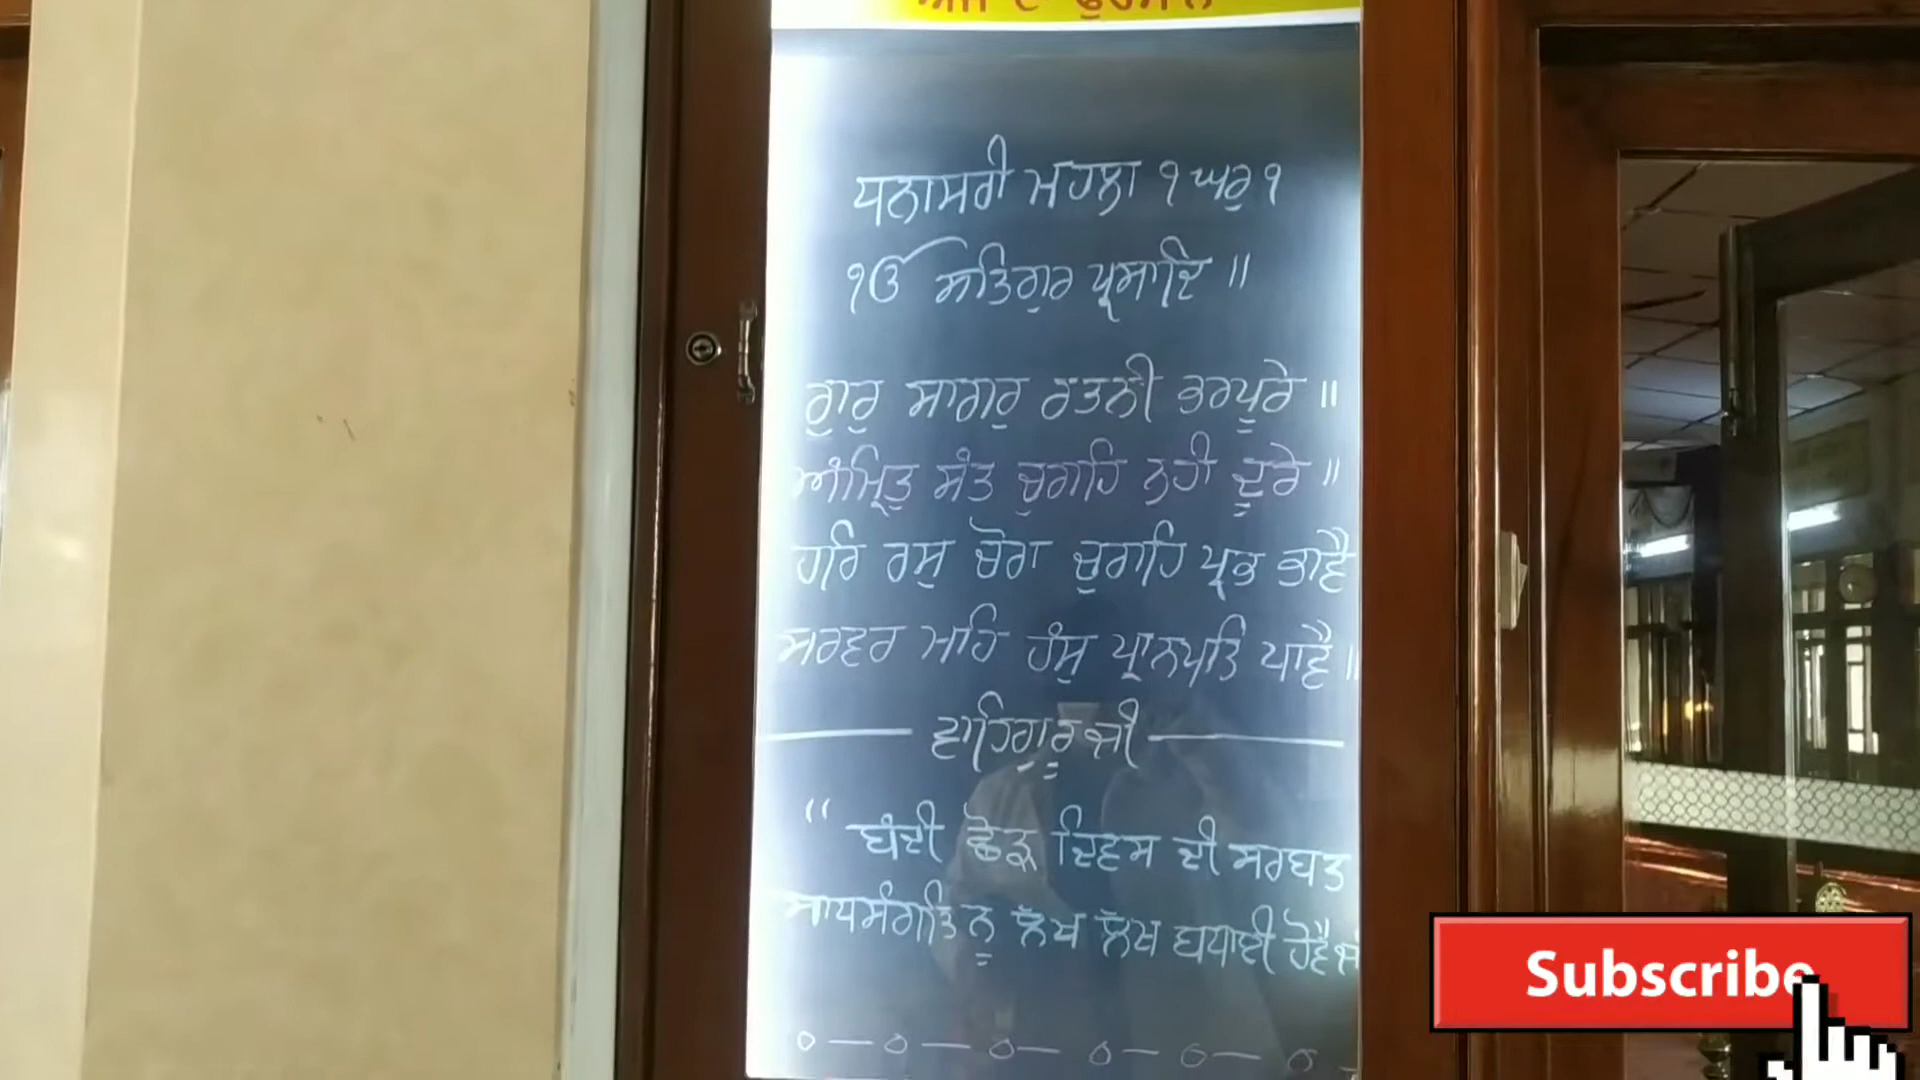 ਧਨਾਸਰੀ ਮਹਲਾ ੧ ਘਰੁ ੧
ੴ ਸਤਿਗੁਰ ਪ੍ਰਸਾਦਿ ॥
ਗੁਰੁ ਸਾਗਰੁ ਰਤਨੀ ਭਰਪੂਰੇ ॥
ਅੰਮ੍ਰਿਤੁ ਸੰਤ ਚੁਗਹਿ ਨਹੀ ਦੂਰੇ ॥
ਹਰਿ ਰਸੁ ਚੋਗ ਚੁਗਹਿ ਪ੍ਰਭ ਭਾਵੈ
ਸਰਵਰ ਮਹਿ ਹੰਸੁ ਪ੍ਰਾਨਪਤਿ ਪਾਵੈ ॥
ਵਾਹਿਗੁਰੂ ਜੀ
" ਬੰਦੀ ਛੋੜ ਦਿਵਸ ਦੀ ਸਰਬਤ
ਸਾਧਸੰਗਤਿ ਨੂ ਲੱਖ ਲੱਖ ਬਧਾਈ ਹੋਵੈ
Subscribe